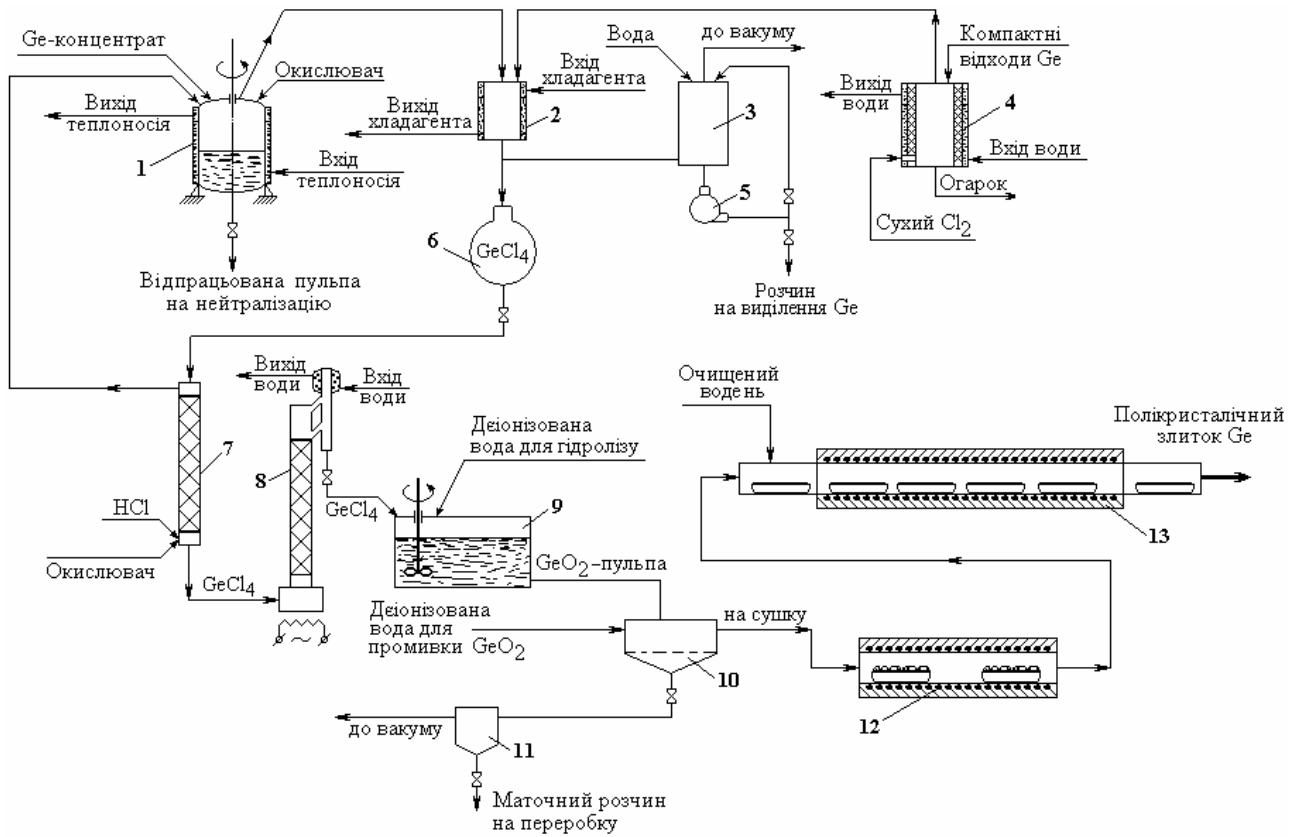 Ge-концентрат
Окислювач
Вихід
теплоносія
1
Вхід
теплоносія
Відпрацьована пульпа
на нейтралізацію
Вхід
хладагента
Вихід
хладагента
2
Вода
до вакуму
3
5
Розчин
на виділення Ge
Компактні
відходи Ge
Вихід
води
4
Вхід води
Огарок
Сухий Cl2
6
GeCl4
7
HCl
Окислювач
GeCl4
Вихід
води
Вхід
води
8
GeCl4
Деіонізована
вода для гідролізу
9
GeO2-пульпа
Деіонізована
вода для
промивки
GeO2
на сушку
10
до вакуму
11
Маточний розчин
на переробку
12
Очищений
водень
Полікристалічний
злиток Ge
13